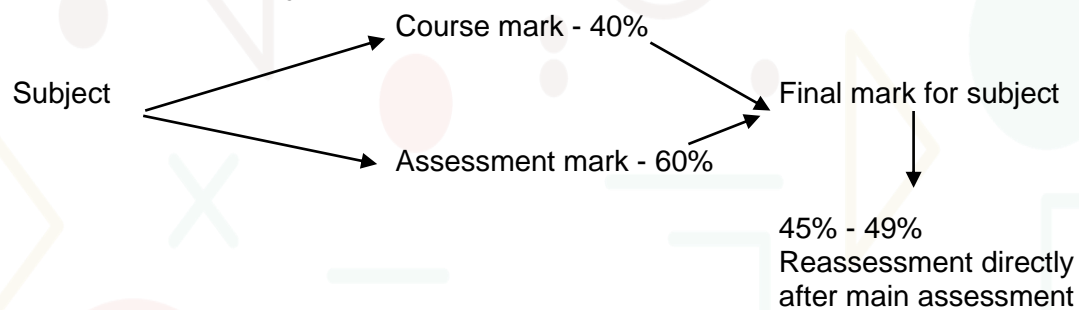 Course mark - 40%
Subject
Final mark for subject
Assessment mark - 60%
45% - 49%
Reassessment directly
after main assessment